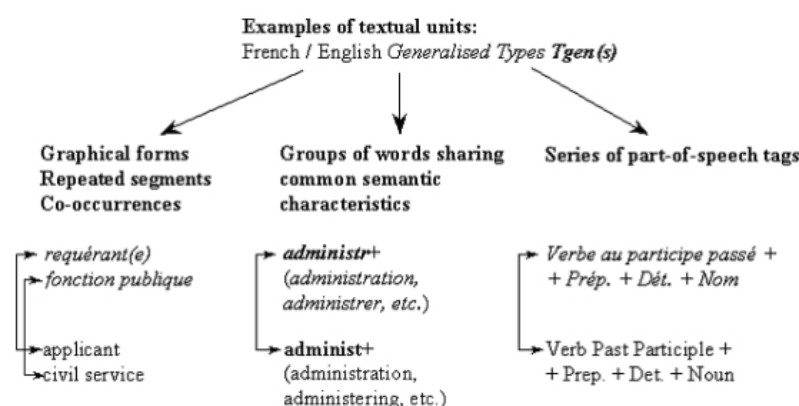 Examples of textual units:
French / English Generalised Types Tgen(s)
Graphical forms
Repeated segments
Co-occurrences
requérant(e)
fonction publique
applicant
civil service
Groups of words sharing
common semantic
characteristics
administr+
(administration,
administrer, etc.)
administ+
(administration,
administering, etc.)
Series of part-of-speech tags
Verbe au participe passé +
+ Prép. + Dét. + Nom
Verb Past Participle +
+ Prep. + Det. + Noun